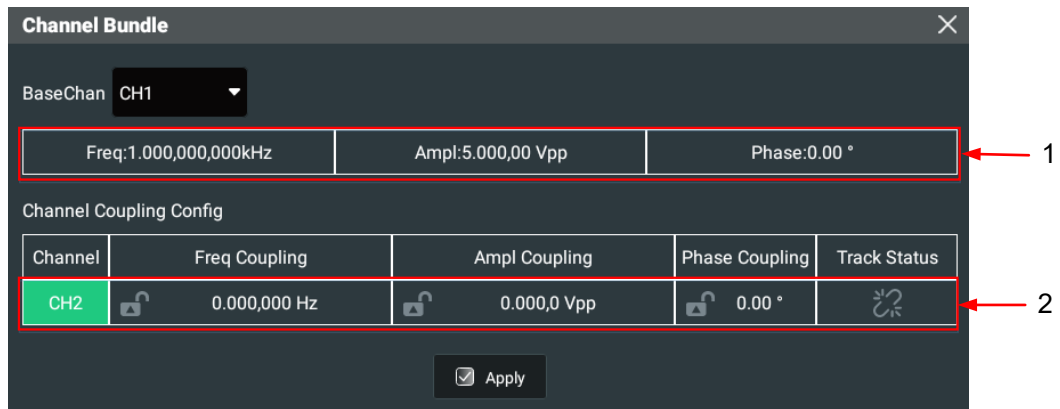 Channel Bundle
BaseChan CH1
Freq:1.000,000,000kHz Ampl:5.000,00 Vpp Phase:0.00 °
1
Channel Coupling Config
Channel Freq Coupling Ampl Coupling Phase Coupling Track Status
CH2 0.000,000 Hz 0.000,0 Vpp 0.00 °
2
Apply